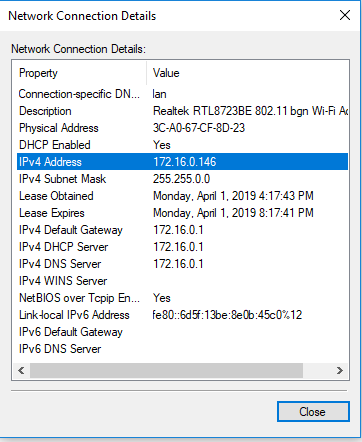 Network Connection Details
Network Connection Details:
Property Value
Connection-specific DN... lan
Description Realtek RTL8723BE 802.11 bgn Wi-Fi Ad
Physical Address 3C-A0-67-CF-8D-23
DHCP Enabled Yes
IPv4 Address 172.16.0.146
IPv4 Subnet Mask 255.255.0.0
Lease Obtained Monday, April 1, 2019 4:17:43 PM
Lease Expires Monday, April 1, 2019 8:17:41 PM
IPv4 Default Gateway 172.16.0.1
IPv4 DHCP Server 172.16.0.1
IPv4 DNS Server 172.16.0.1
IPv4 WINS Server
NetBIOS over Tcpip En... Yes
Link-local IPv6 Address fe80::6d5f:13be:8e0b:45c0%12
IPv6 Default Gateway
IPv6 DNS Server
Close